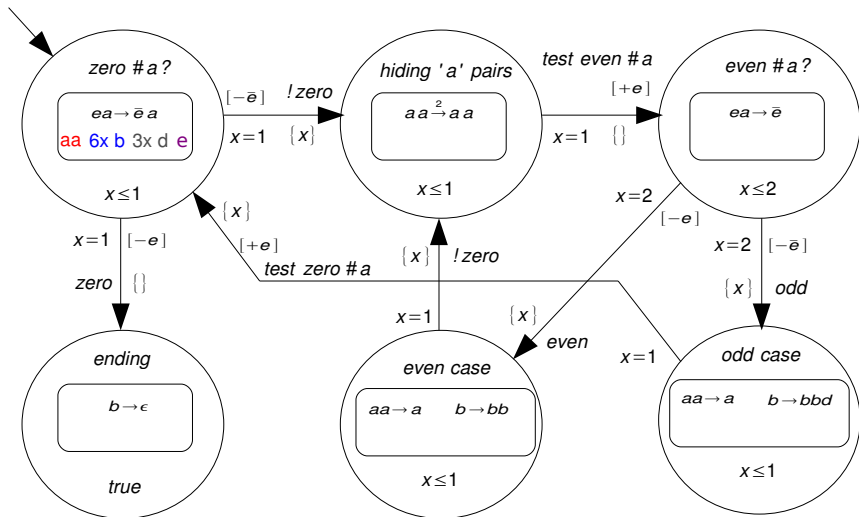 zero # a ?
ea → ēa
aa 6x b 3x d e
x ≤ 1
[−ē] ! zero
x=1 {x}
hiding ' a ' pairs
aa →² aa
x ≤ 1
test even # a
[+e]
x=1 {}
even # a ?
ea → ē
x ≤ 2
x=1 [−e]
zero {}
{x}
[+e]
test zero # a
{x} ! zero
x=1
x=2
[−e]
{x}
even
x=2 [−ē]
{x} odd
x=1
ending
b → ϵ
true
even case
aa → a b → bb
x ≤ 1
odd case
aa → a b → bbd
x ≤ 1